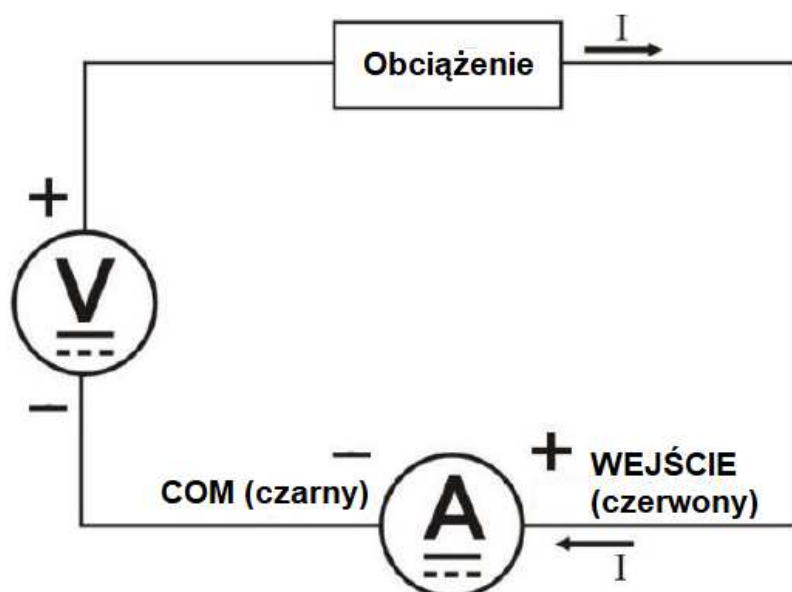 I
Obciążenie
+
V
−
− + WEJŚCIE
COM (czarny) A (czerwony)
I